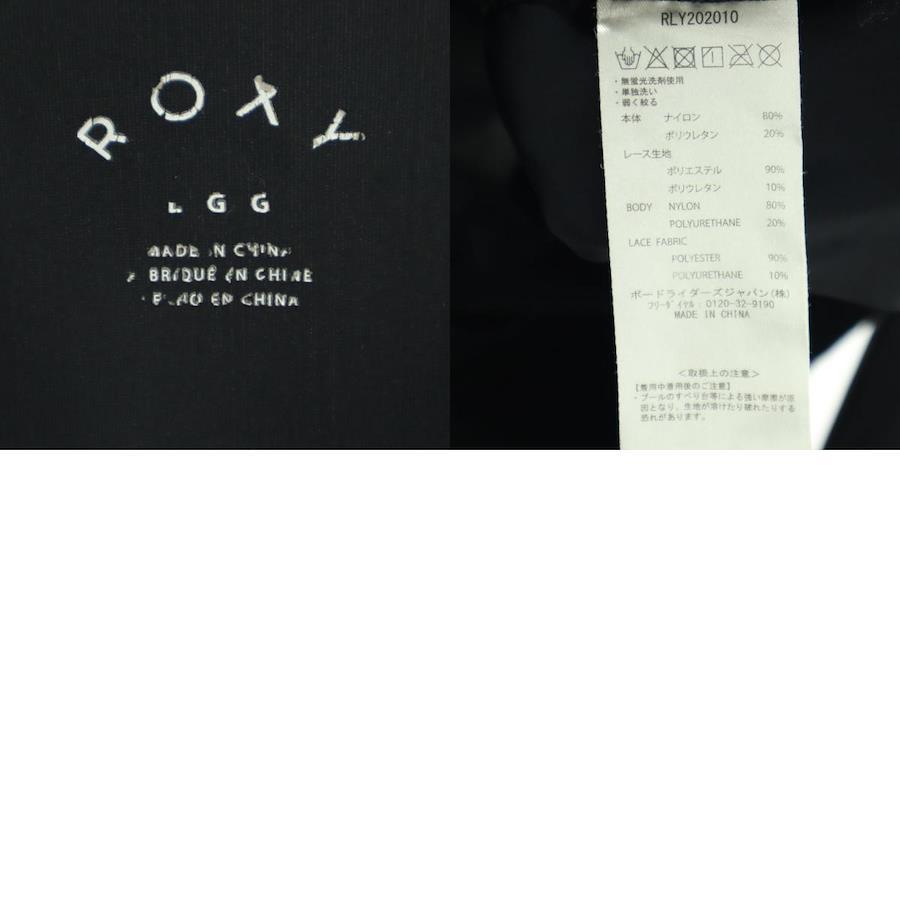 ROXY
L G G
MADE IN CHINA
BRIQUÉ EN CHINE
EN CHINA
RLY202010
・無蛍光洗剤使用
・単独洗い
・弱く絞る
本体 ナイロン 80%
ポリウレタン 20%
レース生地
ポリエステル 90%
ポリウレタン 10%
BODY NYLON 80%
POLYURETHANE 20%
LACE FABRIC
POLYESTER 90%
POLYURETHANE 10%
ボードライダーズジャパン(株)
フリーダイヤル：0120-32-9190
MADE IN CHINA
＜取扱上の注意＞
【着用中着用後のご注意】
・プールのすべり台等による強い摩擦が原
因となり、生地が溶けたり破れたりする
恐れがあります。